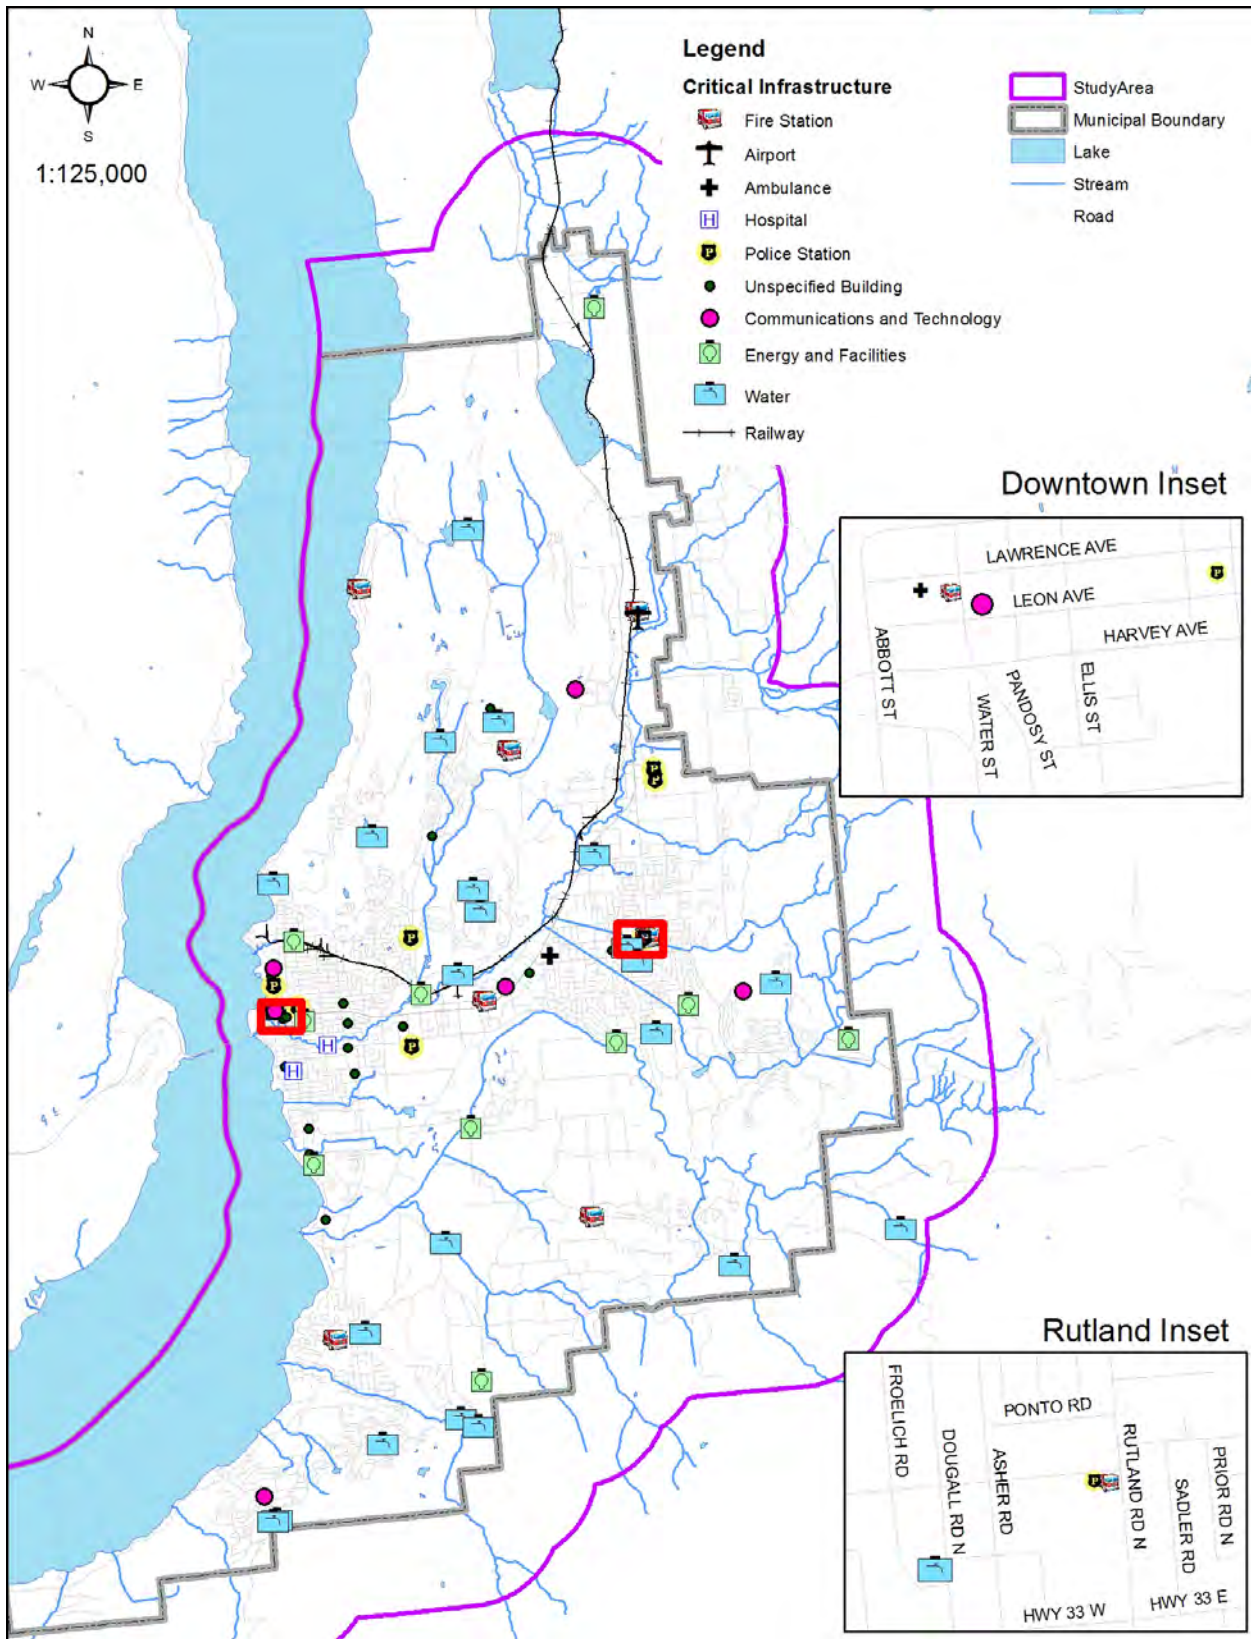 N
W E
S
1:125,000
Legend
Critical Infrastructure
Fire Station
Airport
Ambulance
H Hospital
P Police Station
Unspecified Building
Communications and Technology
Energy and Facilities
Water
Railway
StudyArea
Municipal Boundary
Lake
Stream
Road
Downtown Inset
LAWRENCE AVE
P
LEON AVE
HARVEY AVE
ABBOTT ST
WATER ST
PANDOSY ST
ELLIS ST
P
P
P
P
P
P
H
H
Rutland Inset
FROELICH RD
DOUGALL RD N
ASHER RD
PONTO RD
P
RUTLAND RD N
SADLER RD
PRIOR RD N
HWY 33 W
HWY 33 E